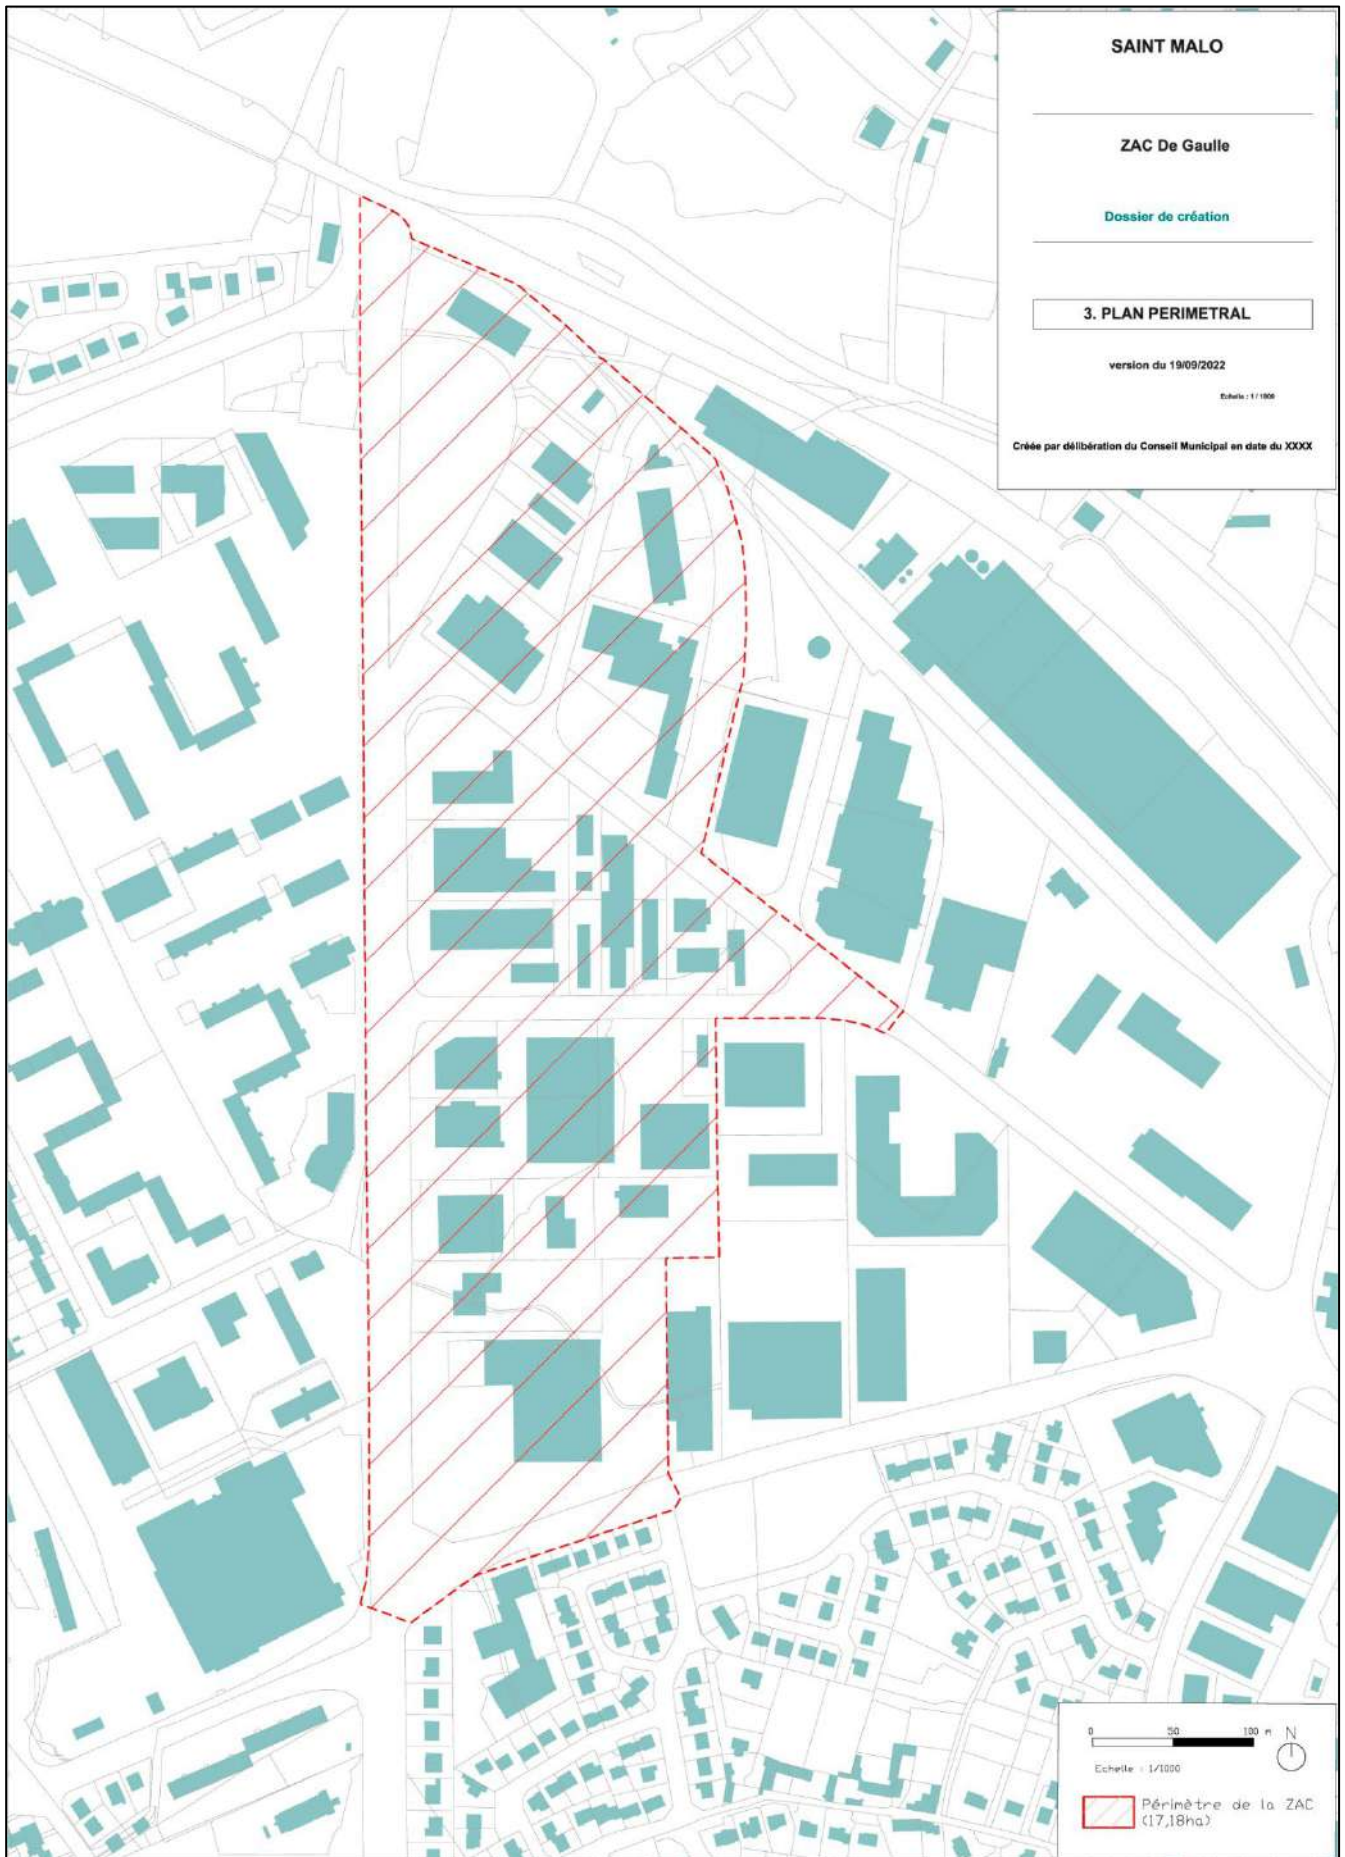 SAINT MALO
ZAC De Gaulle
Dossier de création
3. PLAN PERIMETRAL
version du 19/09/2022
Créée par délibération du Conseil Municipal en date du XXXX
0 50 100 m N
Echelle : 1/1000
Périmètre de la ZAC
(17,18ha)